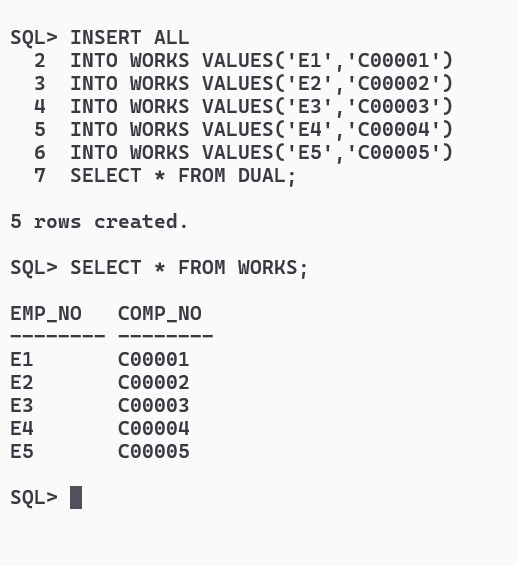 SQL> INSERT ALL
  2  INTO WORKS VALUES('E1','C00001')
  3  INTO WORKS VALUES('E2','C00002')
  4  INTO WORKS VALUES('E3','C00003')
  5  INTO WORKS VALUES('E4','C00004')
  6  INTO WORKS VALUES('E5','C00005')
  7  SELECT * FROM DUAL;
5 rows created.
SQL> SELECT * FROM WORKS;
EMP_NO   COMP_NO
-------- --------
E1       C00001
E2       C00002
E3       C00003
E4       C00004
E5       C00005
SQL>